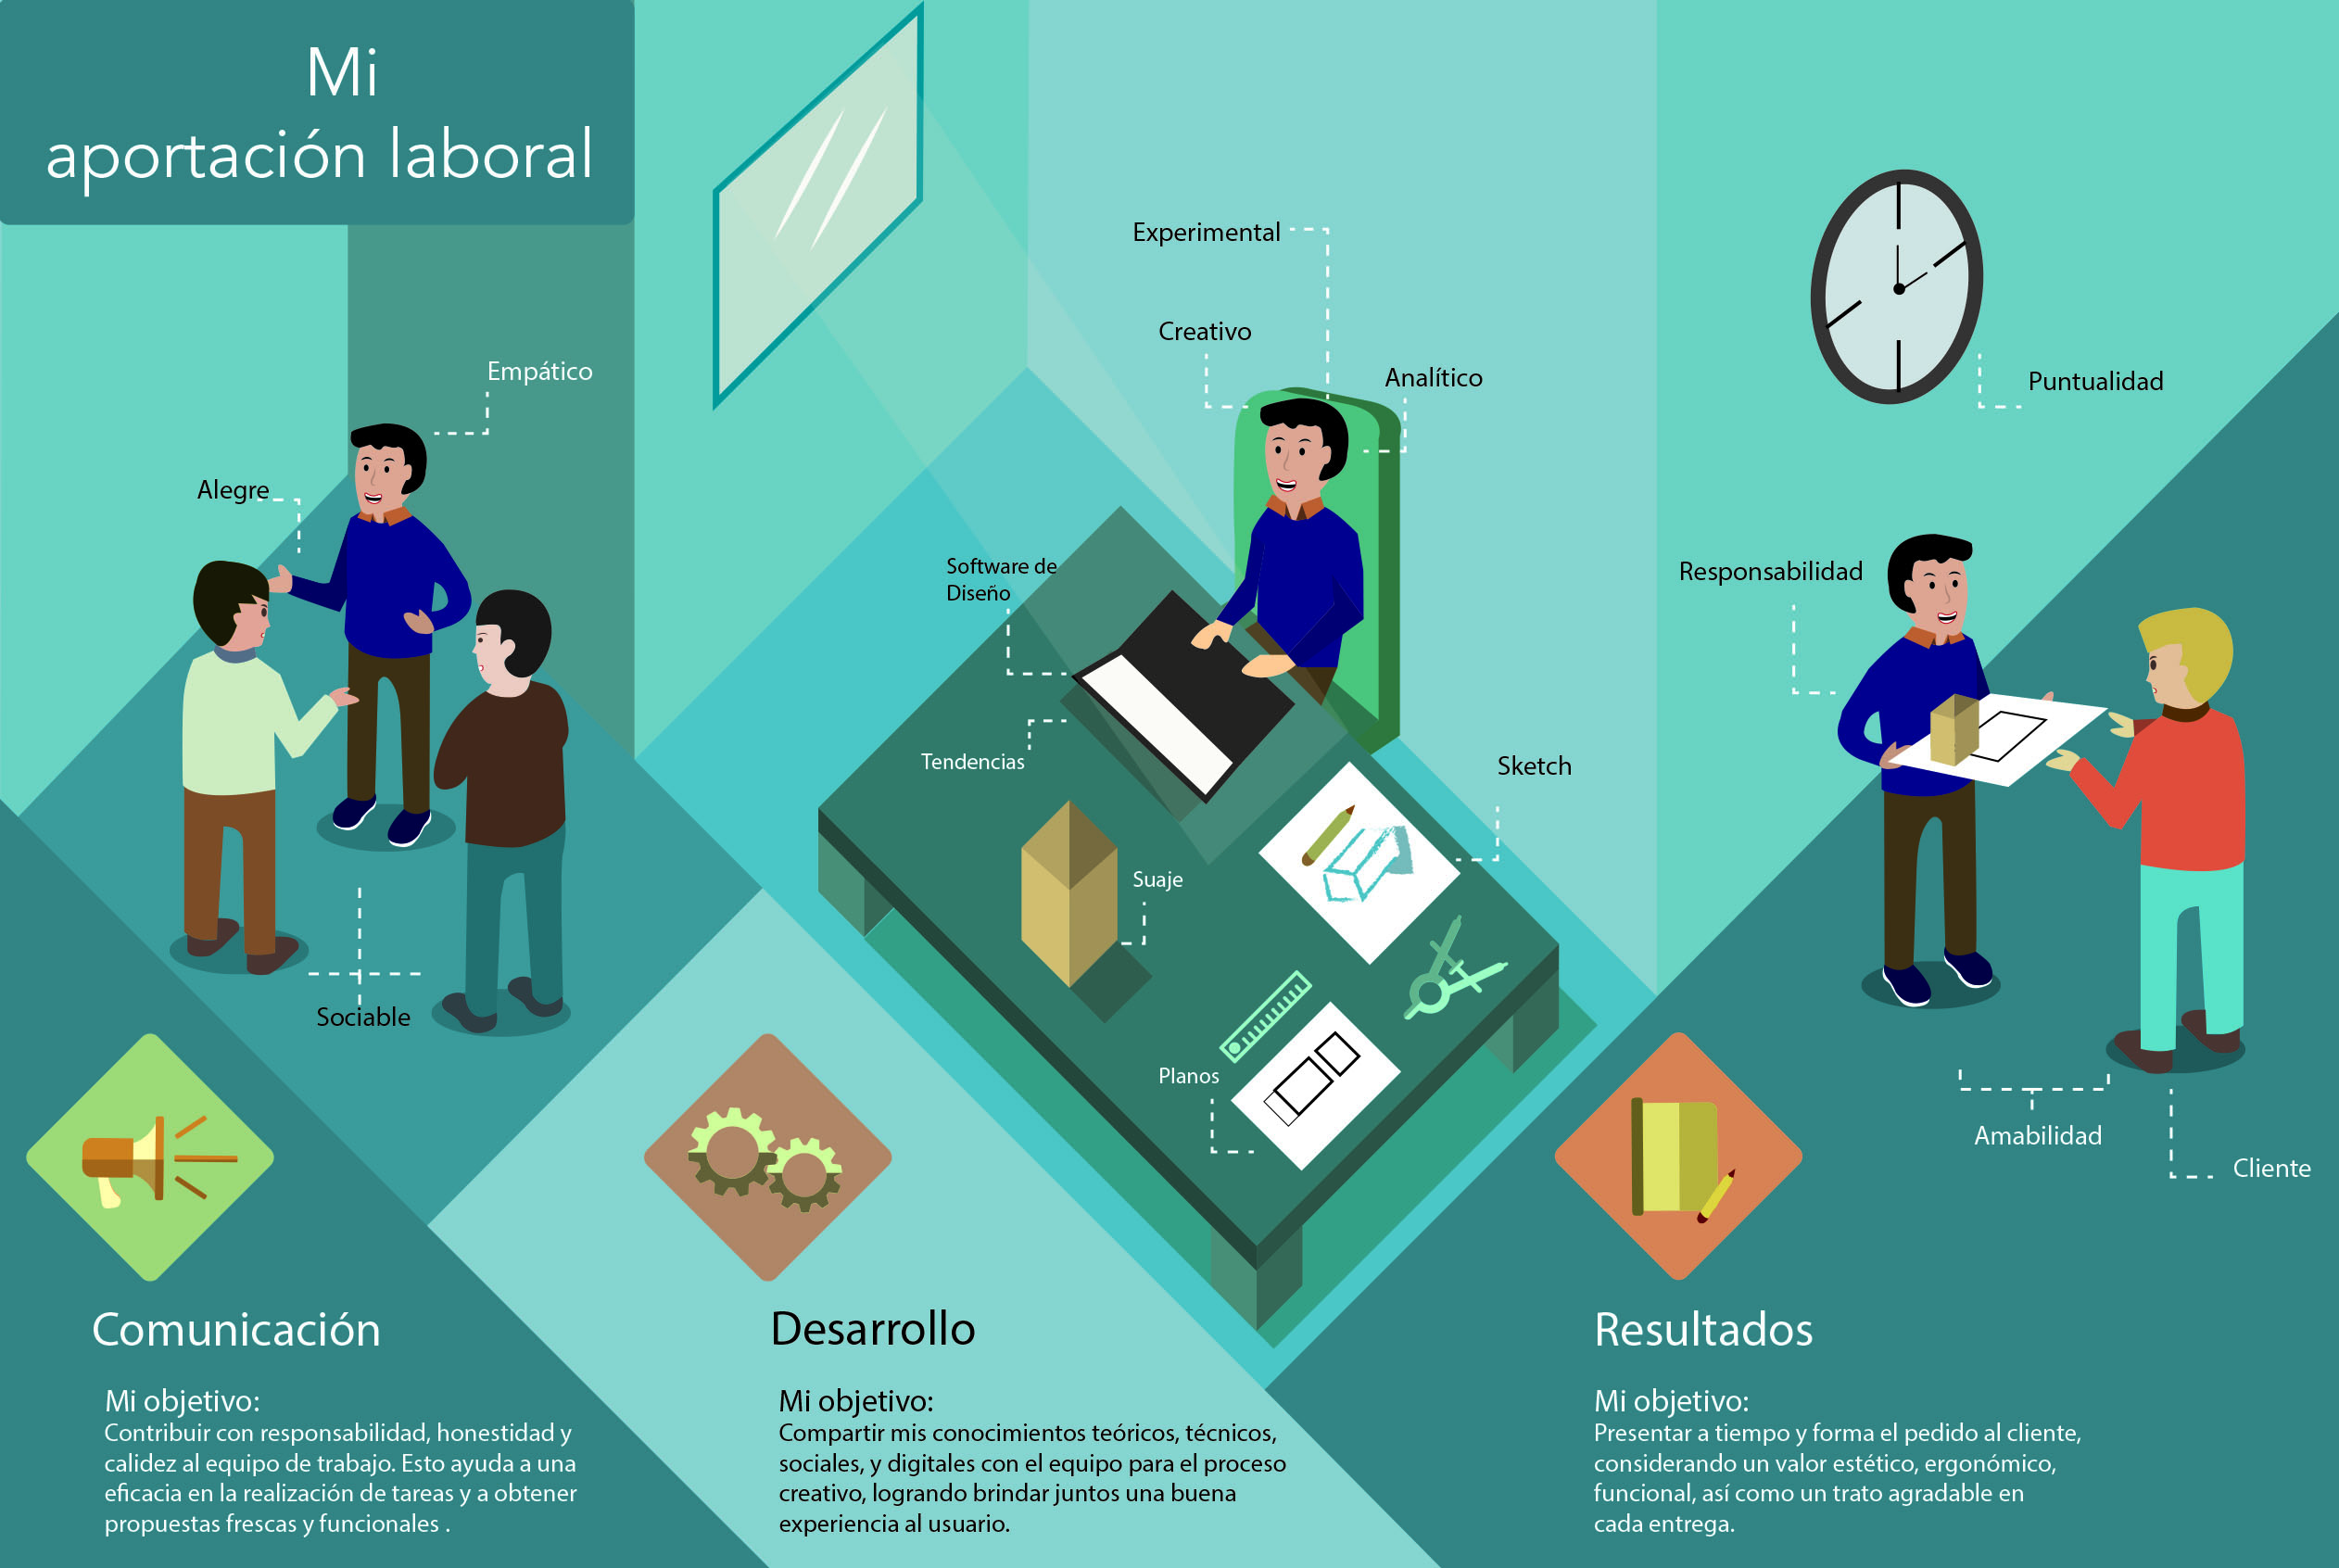 Mi
aportación laboral
Empático
Alegre
Sociable
Experimental
Creativo
Analítico
Software de
Diseño
Tendencias
Sketch
Suaje
Planos
Puntualidad
Responsabilidad
Amabilidad
Cliente
Comunicación
Mi objetivo:
Contribuir con responsabilidad, honestidad y
calidez al equipo de trabajo. Esto ayuda a una
eficacia en la realización de tareas y a obtener
propuestas frescas y funcionales .
Desarrollo
Mi objetivo:
Compartir mis conocimientos teóricos, técnicos,
sociales, y digitales con el equipo para el proceso
creativo, logrando brindar juntos una buena
experiencia al usuario.
Resultados
Mi objetivo:
Presentar a tiempo y forma el pedido al cliente,
considerando un valor estético, ergonómico,
funcional, así como un trato agradable en
cada entrega.